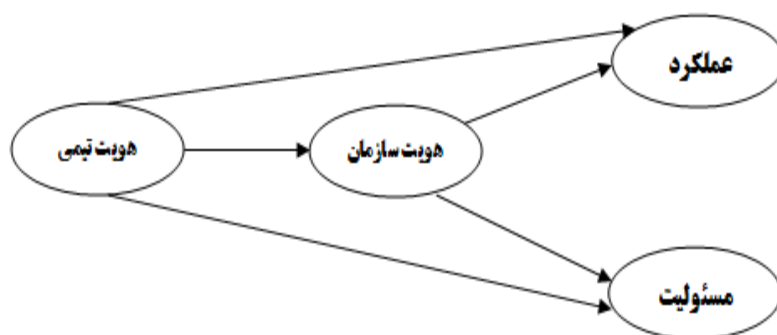 عملکرد
هویت سازمان
هویت تیمی
مسئولیت